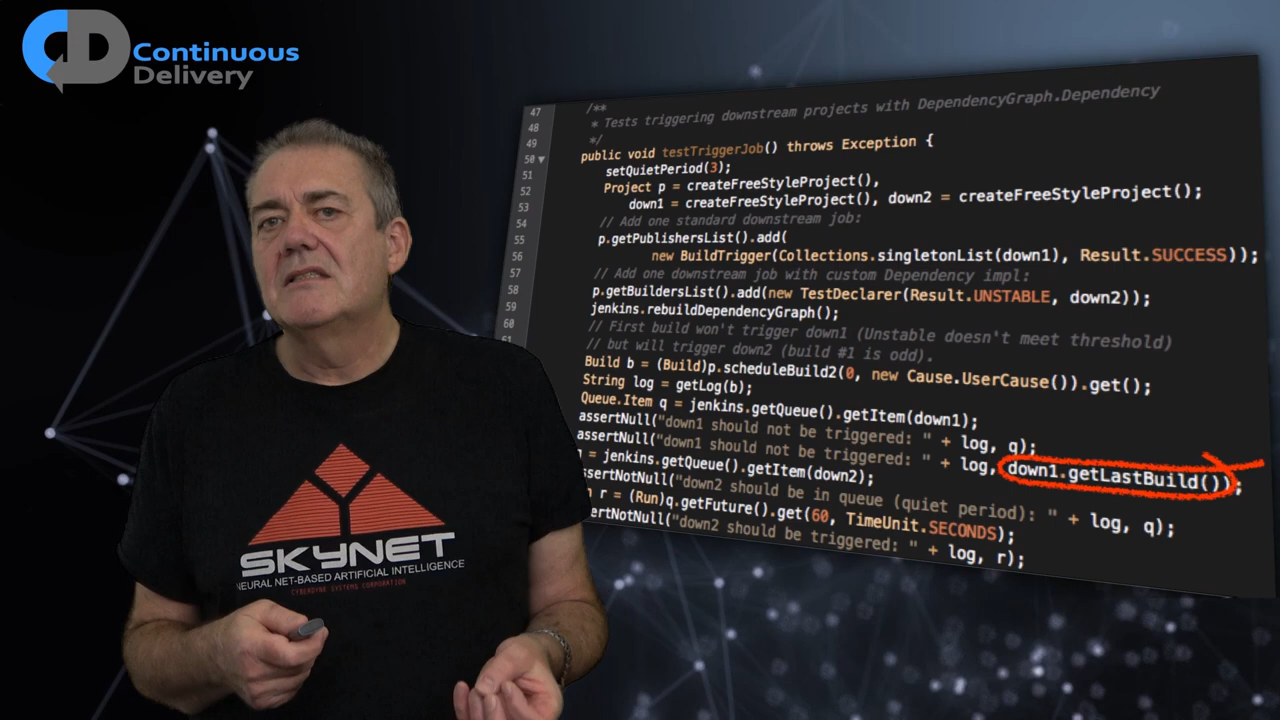 Continuous
Delivery
47 /**
48 * Tests triggering downstream projects with DependencyGraph.Dependency
49 */
50 public void testTriggerJob() throws Exception {
51 setQuietPeriod(3);
52 Project p = createFreeStyleProject(),
53 down1 = createFreeStyleProject(), down2 = createFreeStyleProject();
54 // Add one standard downstream job:
55 p.getPublishersList().add(
56 new BuildTrigger(Collections.singletonList(down1), Result.SUCCESS));
57 // Add one downstream job with custom Dependency impl:
58 p.getBuildersList().add(new TestDeclarer(Result.UNSTABLE, down2));
59 jenkins.rebuildDependencyGraph();
60 // First build won't trigger down1 (Unstable doesn't meet threshold)
// but will trigger down2 (build #1 is odd).
Build b = (Build)p.scheduleBuild2(0, new Cause.UserCause()).get();
String log = getLog(b);
Queue.Item q = jenkins.getQueue().getItem(down1);
assertNull("down1 should not be triggered: " + log, q);
assertNull("down1 should not be triggered: " + log, down1.getLastBuild());
= jenkins.getQueue().getItem(down2);
ssertNotNull("down2 should be in queue (quiet period): " + log, q);
r = (Run)q.getFuture().get(60, TimeUnit.SECONDS);
ertNotNull("down2 should be triggered: " + log, r);
SKYNET
NEURAL NET-BASED ARTIFICIAL INTELLIGENCE
CYBERDYNE SYSTEMS CORPORATION